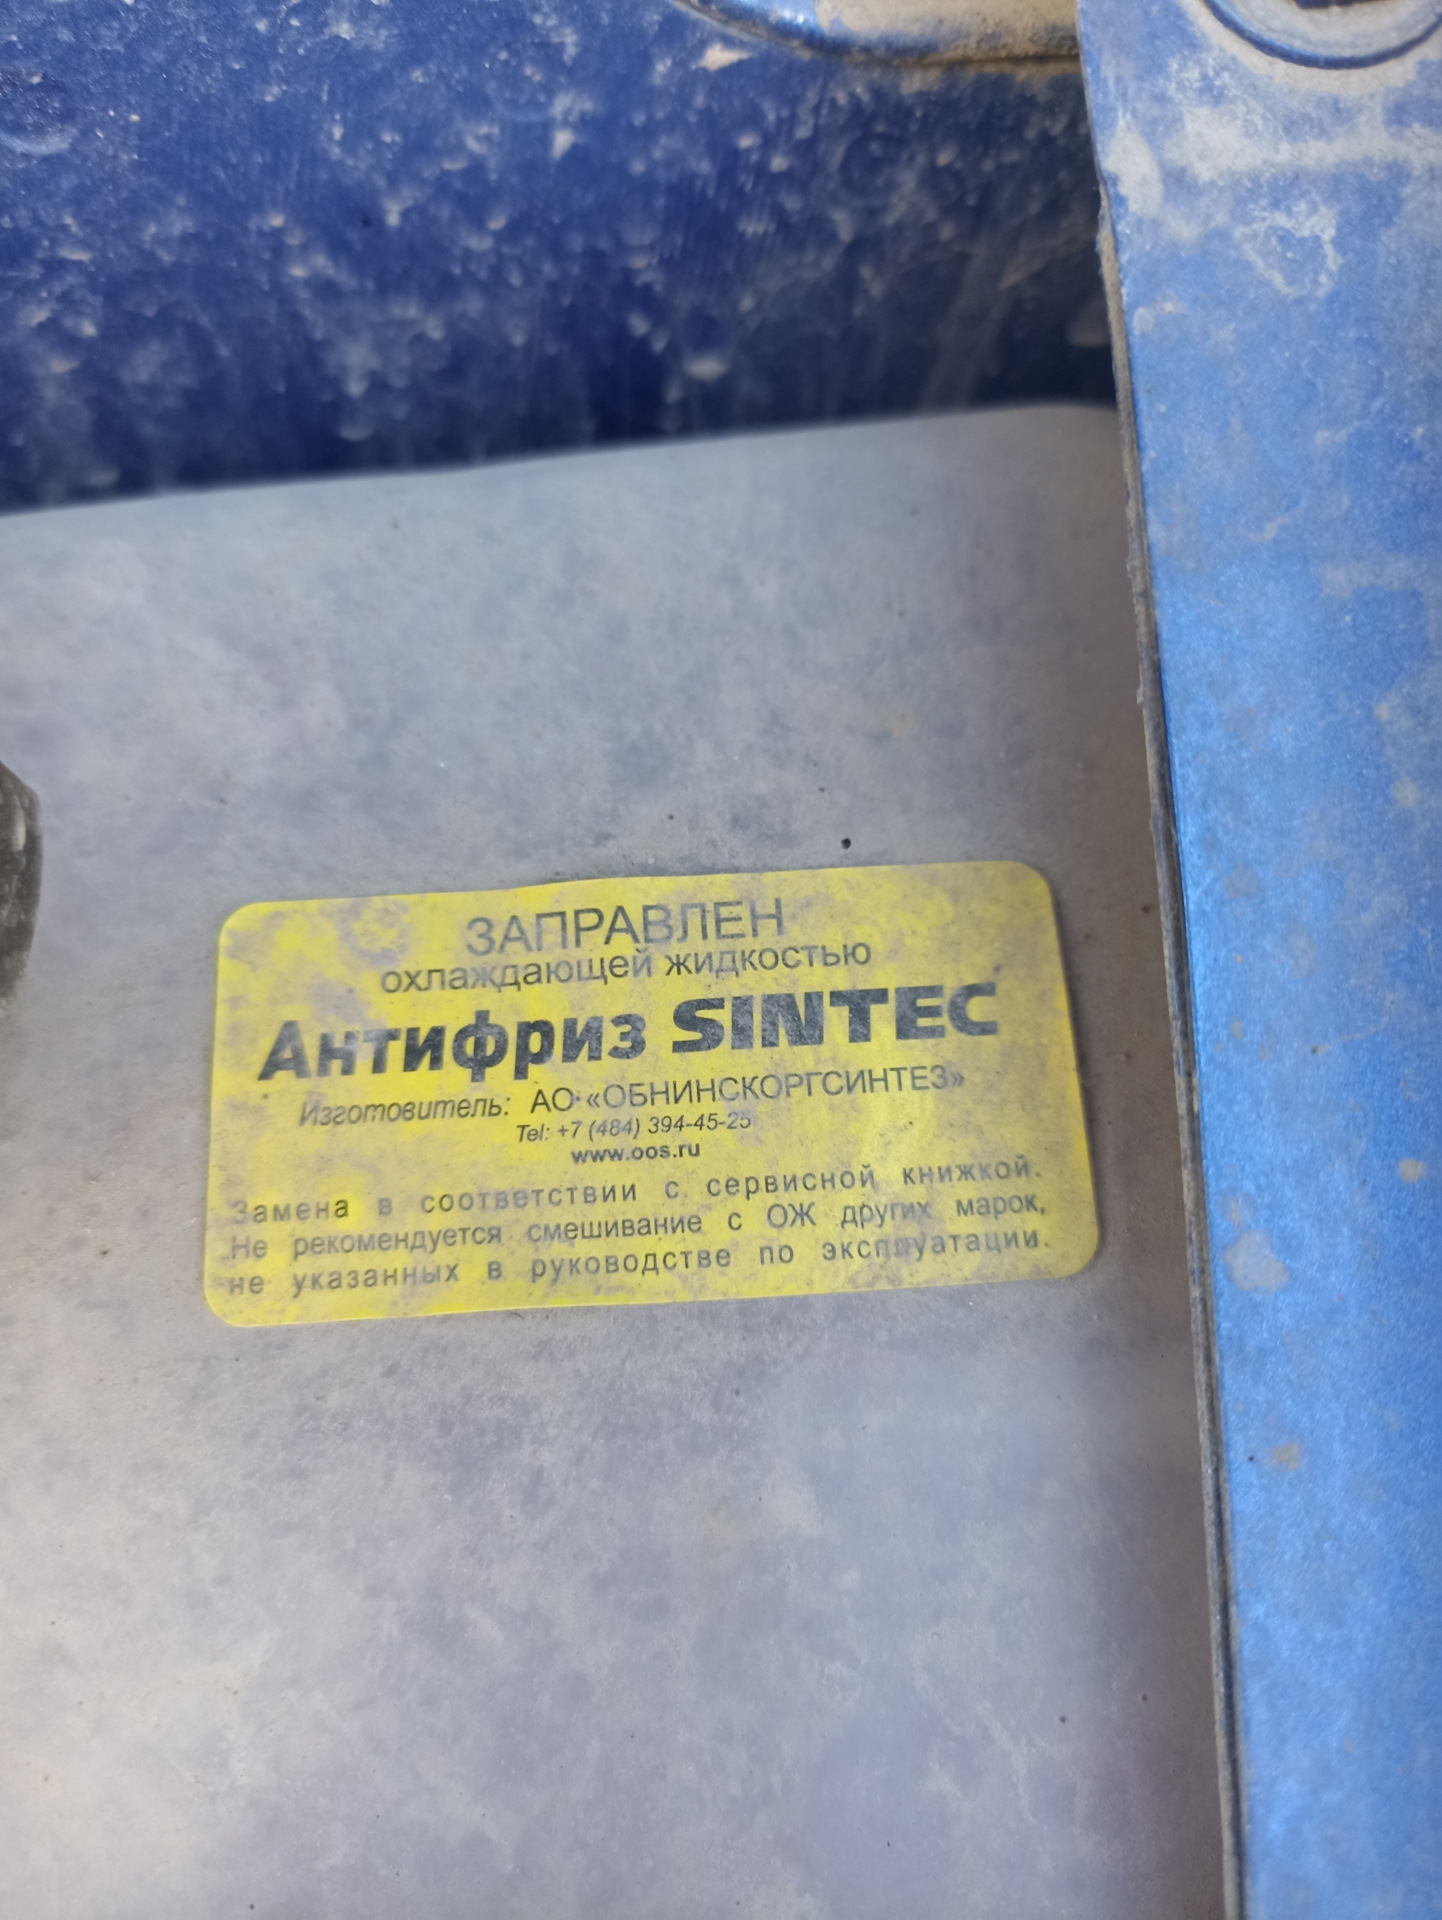 ЗАПРАВЛЕН
охлаждающей жидкостью
Антифриз SINTEC
Изготовитель: АО «ОБНИНСКОРГСИНТЕЗ»
Tel: +7 (484) 394-45-25
www.oos.ru
Замена в соответствии с сервисной книжкой.
Не рекомендуется смешивание с ОЖ других марок,
не указанных в руководстве по эксплуатации.